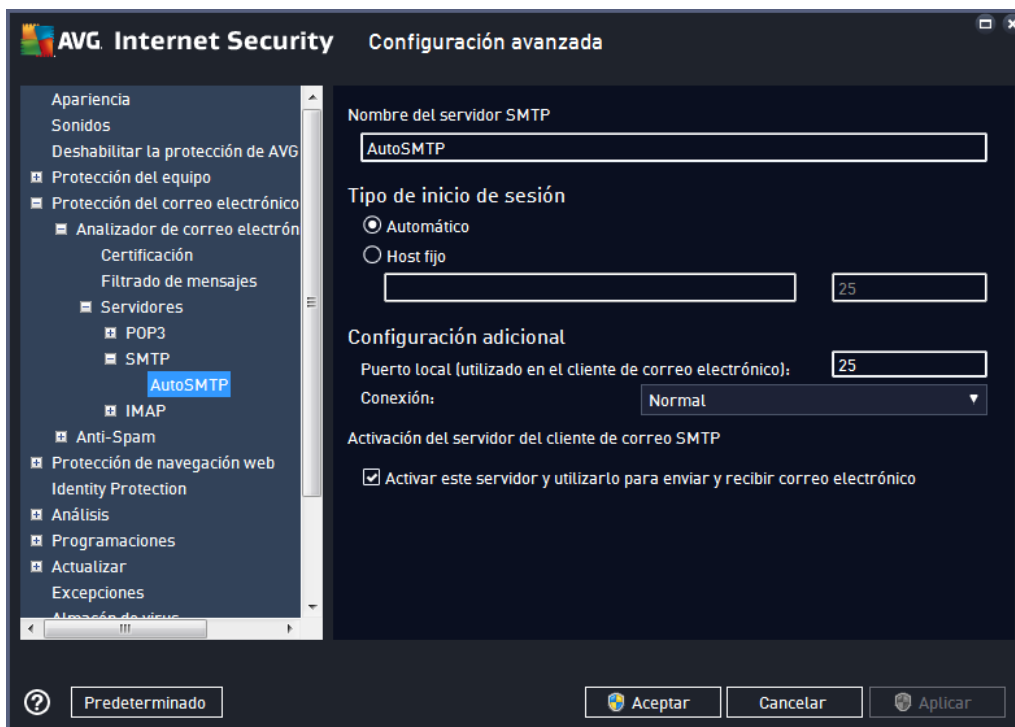 AVG. Internet Security
Configuración avanzada
Apariencia
Sonidos
Deshabilitar la protección de AVG
Protección del equipo
Protección del correo electrónico
Analizador de correo electrón
Certificación
Filtrado de mensajes
Servidores
POP3
SMTP
AutoSMTP
IMAP
Anti-Spam
Protección de navegación web
Identity Protection
Análisis
Programaciones
Actualizar
Excepciones
Almacén de virus
Nombre del servidor SMTP
AutoSMTP
Tipo de inicio de sesión
Automático
Host fijo
25
Configuración adicional
Puerto local (utilizado en el cliente de correo electrónico): 25
Conexión: Normal
Activación del servidor del cliente de correo SMTP
Activar este servidor y utilizarlo para enviar y recibir correo electrónico
Predeterminado
Aceptar
Cancelar
Aplicar